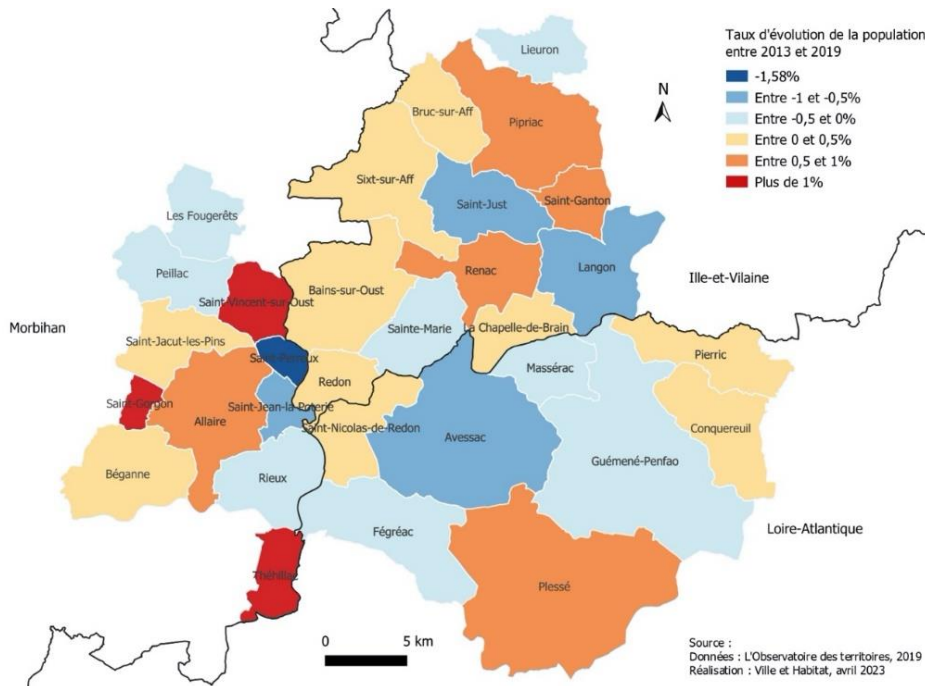 Taux d'évolution de la population
entre 2013 et 2019
-1,58%
Entre -1 et -0,5%
Entre -0,5 et 0%
Entre 0 et 0,5%
Entre 0,5 et 1%
Plus de 1%
N
Lieuron
Bruc-sur-Aff
Pipriac
Sixt-sur-Aff
Saint-Just
Saint-Ganton
Les Fougerêts
Peillac
Renac
Langon
Ille-et-Vilaine
Saint-Vincent-sur-Oust
Bains-sur-Oust
Morbihan
Sainte-Marie
La Chapelle-de-Brain
Saint-Jacut-les-Pins
Saint-Perreux
Massérac
Pierric
Redon
Saint-Gorgon
Allaire
Saint-Jean-la-Poterie
Saint-Nicolas-de-Redon
Avessac
Conquereuil
Guémené-Penfao
Béganne
Rieux
Fégréac
Loire-Atlantique
Théhillac
Plessé
0 5 km
Source :
Données : L'Observatoire des territoires, 2019
Réalisation : Ville et Habitat, avril 2023